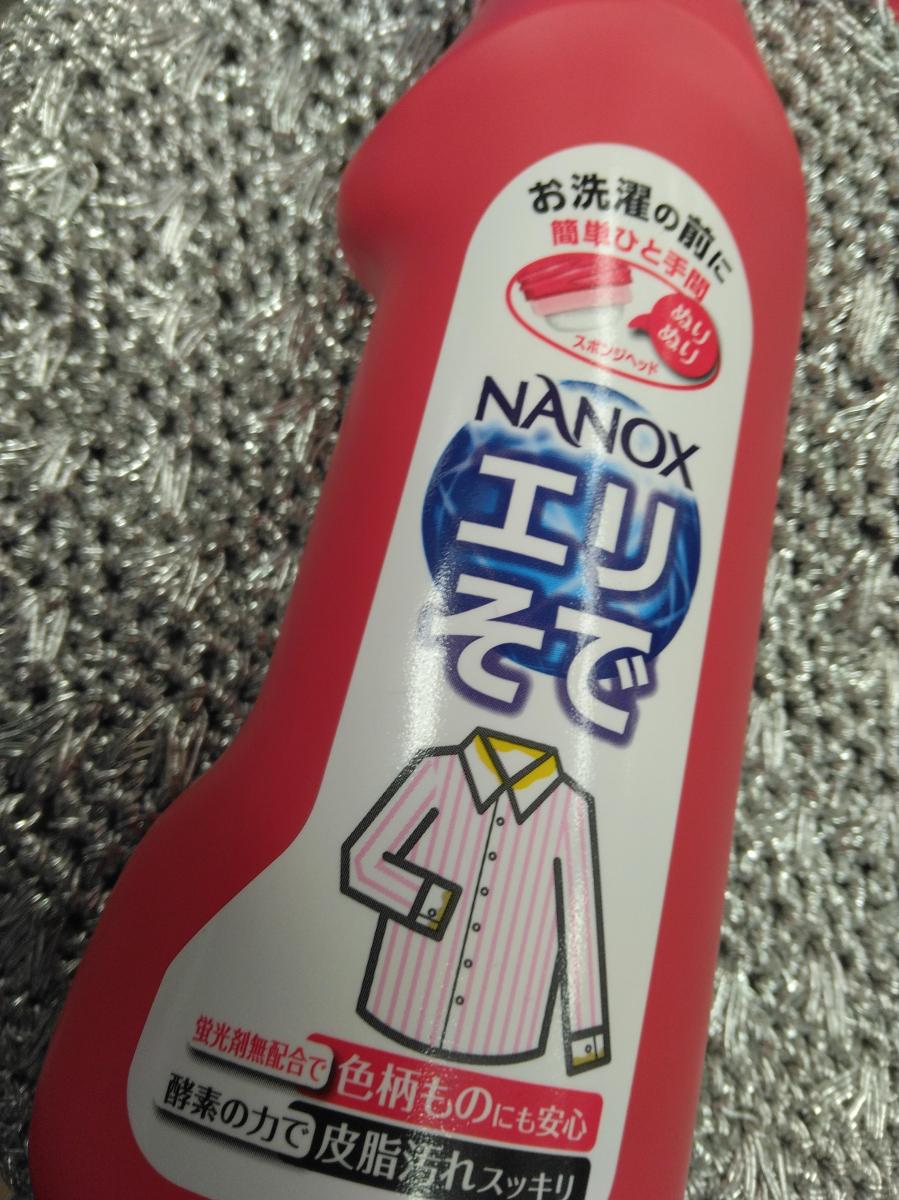 お洗濯の前に
簡単ひと手間
ぬり
ぬり
スポンジヘッド
NANOX
エリ
そで
蛍光剤無配合で
色柄ものにも安心
酵素の力で
皮脂汚れスッキリ